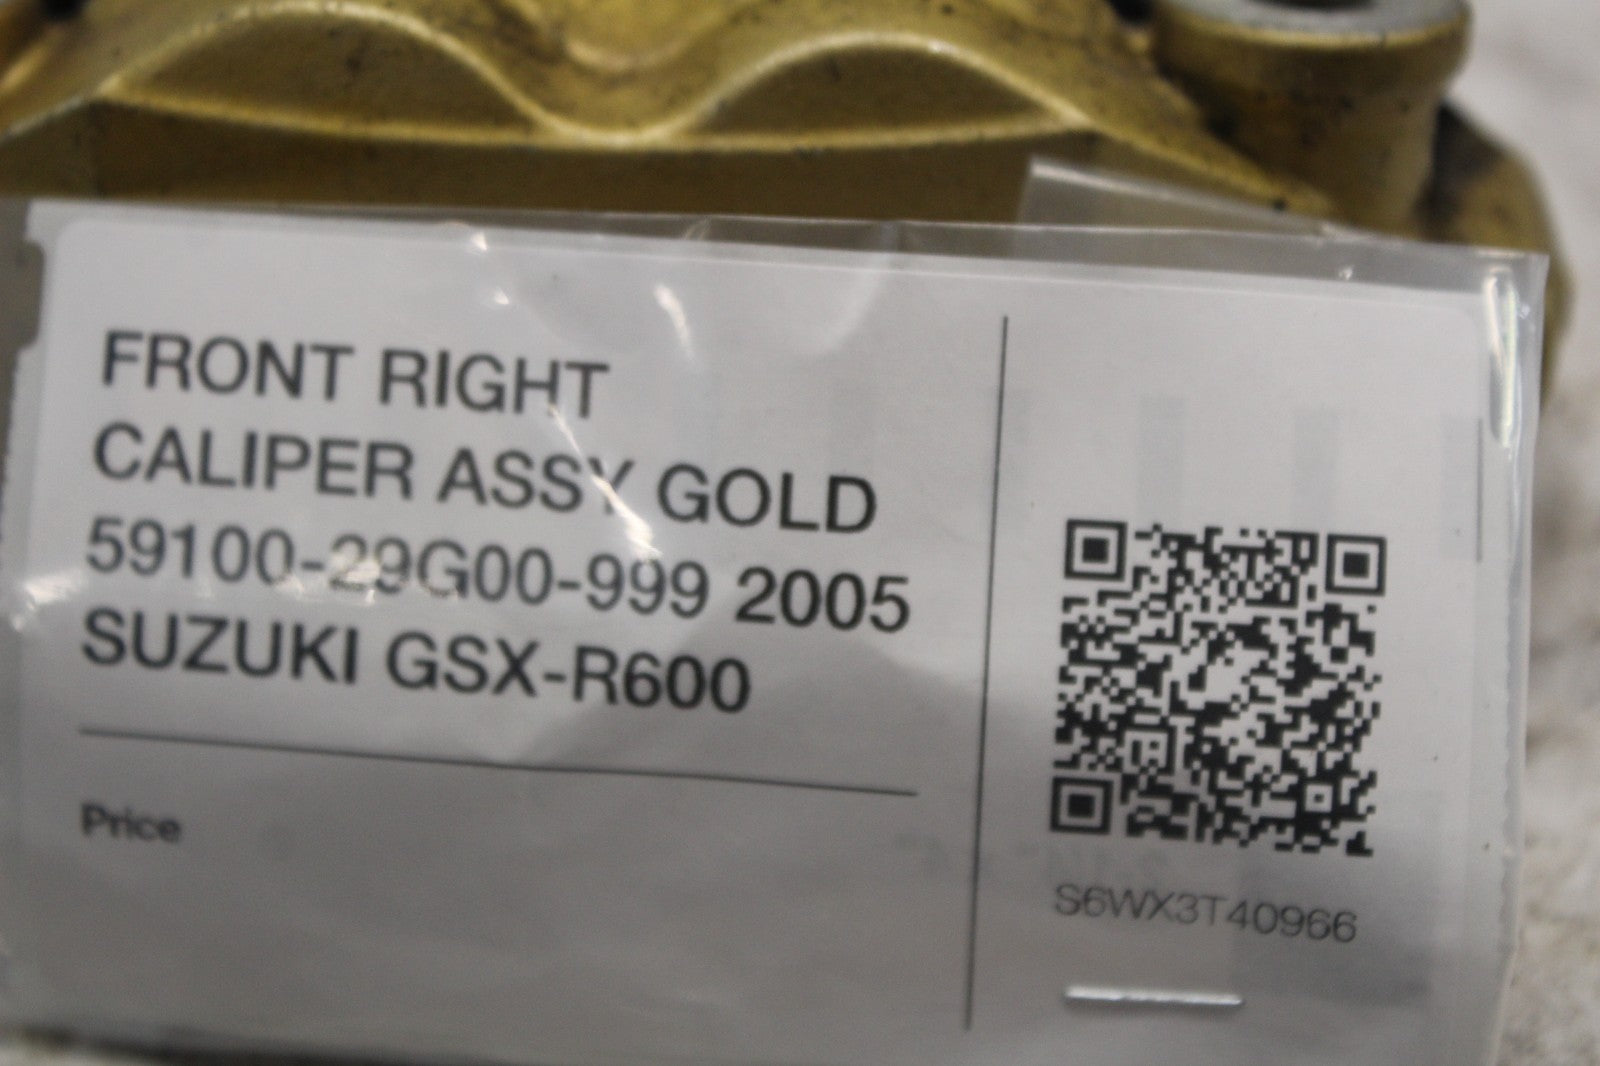 FRONT RIGHT
CALIPER ASSY GOLD
59100-29G00-999 2005
SUZUKI GSX-R600
Price
S6WX3T40966